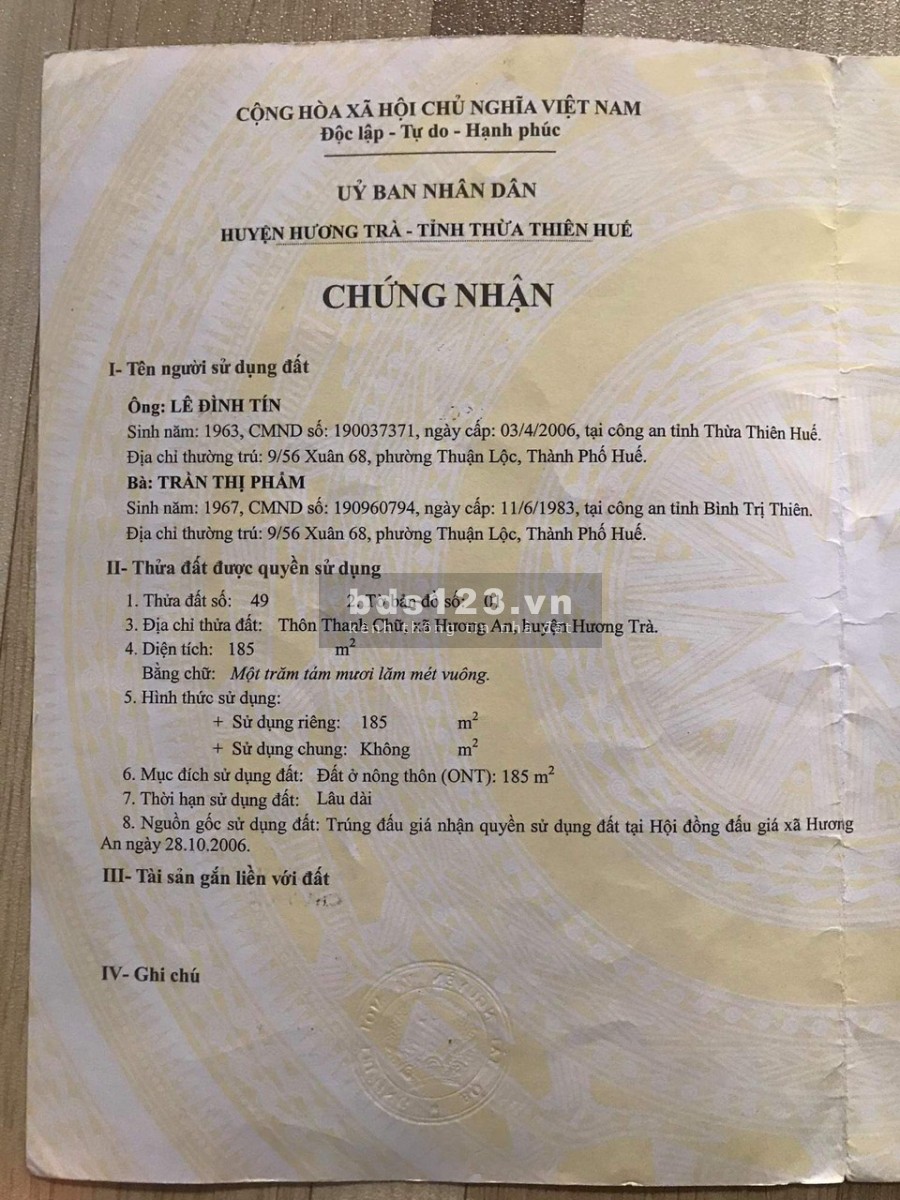 CỘNG HÒA XÃ HỘI CHỦ NGHĨA VIỆT NAM
Độc lập - Tự do - Hạnh phúc
UỶ BAN NHÂN DÂN
HUYỆN HƯƠNG TRÀ - TỈNH THỪA THIÊN HUẾ
CHỨNG NHẬN
I- Tên người sử dụng đất
Ông: LÊ ĐÌNH TÍN
Sinh năm: 1963, CMND số: 190037371, ngày cấp: 03/4/2006, tại công an tỉnh Thừa Thiên Huế.
Địa chỉ thường trú: 9/56 Xuân 68, phường Thuận Lộc, Thành Phố Huế.
Bà: TRẦN THỊ PHẨM
Sinh năm: 1967, CMND số: 190960794, ngày cấp: 11/6/1983, tại công an tỉnh Bình Trị Thiên.
Địa chỉ thường trú: 9/56 Xuân 68, phường Thuận Lộc, Thành Phố Huế.
II- Thửa đất được quyền sử dụng
1. Thửa đất số: 49 2. Tờ bản đồ số:
bds123.vn
3. Địa chỉ thửa đất: Thôn Thanh Chữ, xã Hương An, huyện Hương Trà.
4. Diện tích: 185 m²
Bằng chữ: Một trăm tám mươi lăm mét vuông.
5. Hình thức sử dụng:
+ Sử dụng riêng: 185 m²
+ Sử dụng chung: Không m²
6. Mục đích sử dụng đất: Đất ở nông thôn (ONT): 185 m²
7. Thời hạn sử dụng đất: Lâu dài
8. Nguồn gốc sử dụng đất: Trúng đấu giá nhận quyền sử dụng đất tại Hội đồng đấu giá xã Hương
An ngày 28.10.2006.
III- Tài sản gắn liền với đất
IV- Ghi chú